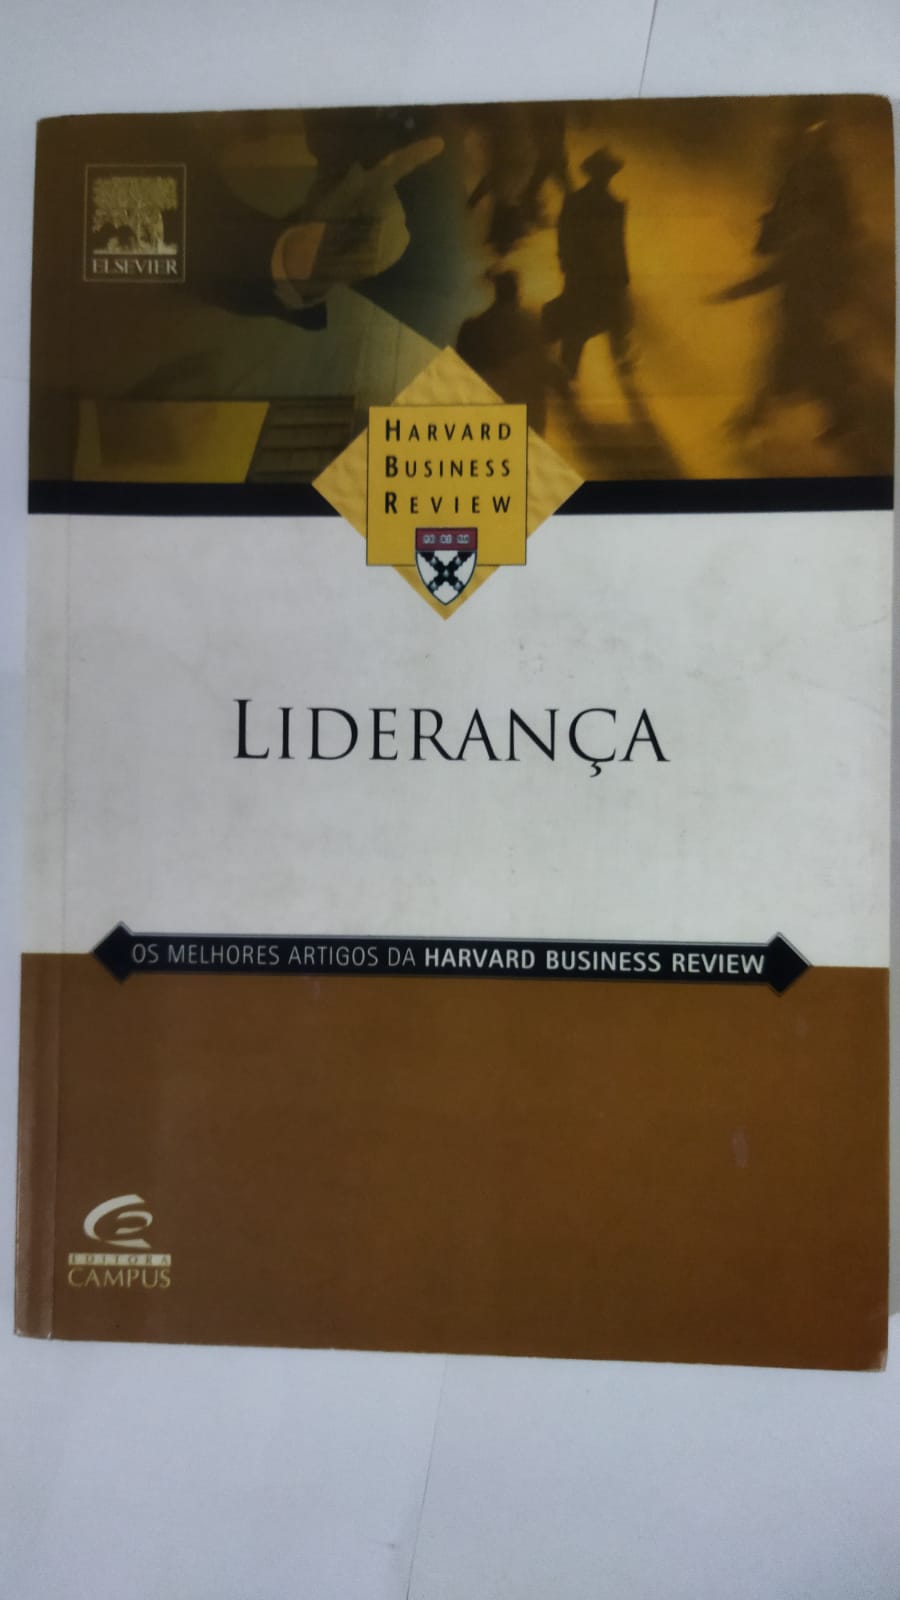 ELSEVIER
HARVARD
BUSINESS
REVIEW
LIDERANÇA
OS MELHORES ARTIGOS DA HARVARD BUSINESS REVIEW
EDITORA
CAMPUS